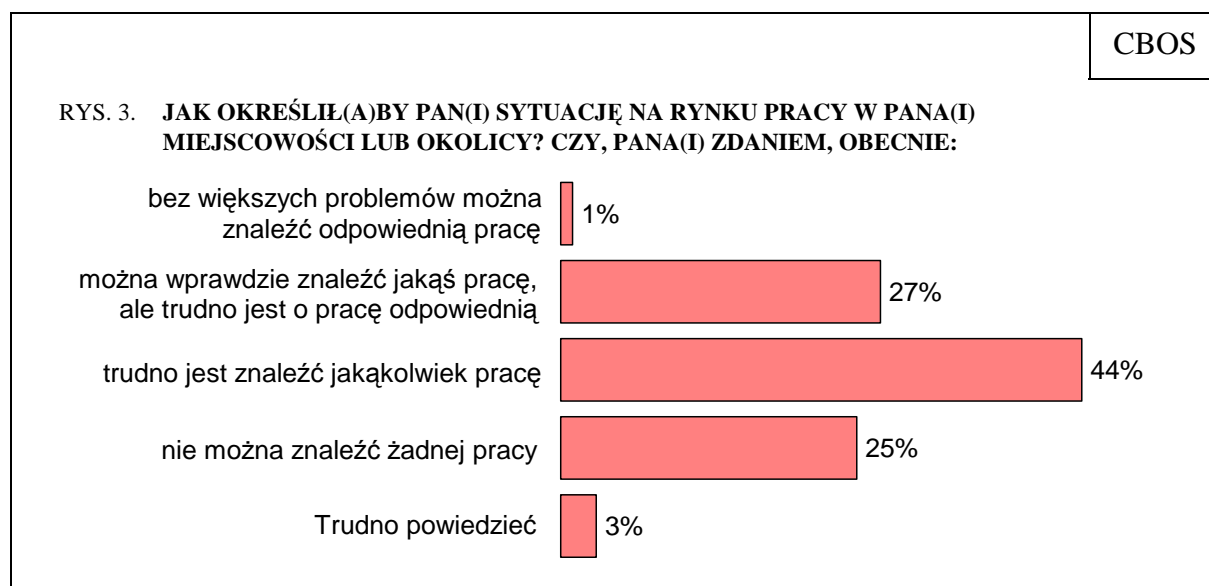 CBOS
RYS. 3. JAK OKREŚLIŁ(A)BY PAN(I) SYTUACJĘ NA RYNKU PRACY W PANA(I)
MIEJSCOWOŚCI LUB OKOLICY? CZY, PANA(I) ZDANIEM, OBECNIE:
bez większych problemów można
znaleźć odpowiednią pracę
1%
można wprawdzie znaleźć jakąś pracę,
ale trudno jest o pracę odpowiednią
27%
trudno jest znaleźć jakąkolwiek pracę
44%
nie można znaleźć żadnej pracy
25%
Trudno powiedzieć
3%